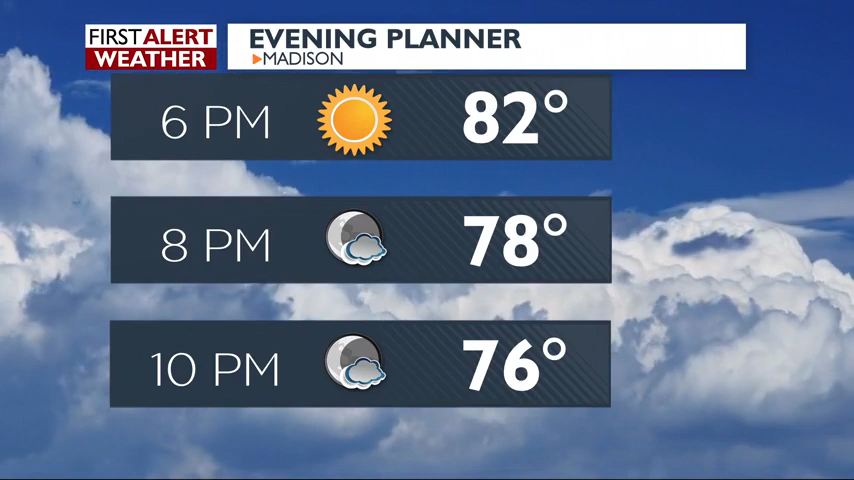 FIRST ALERT
WEATHER
EVENING PLANNER
MADISON
6 PM 82°
8 PM 78°
10 PM 76°